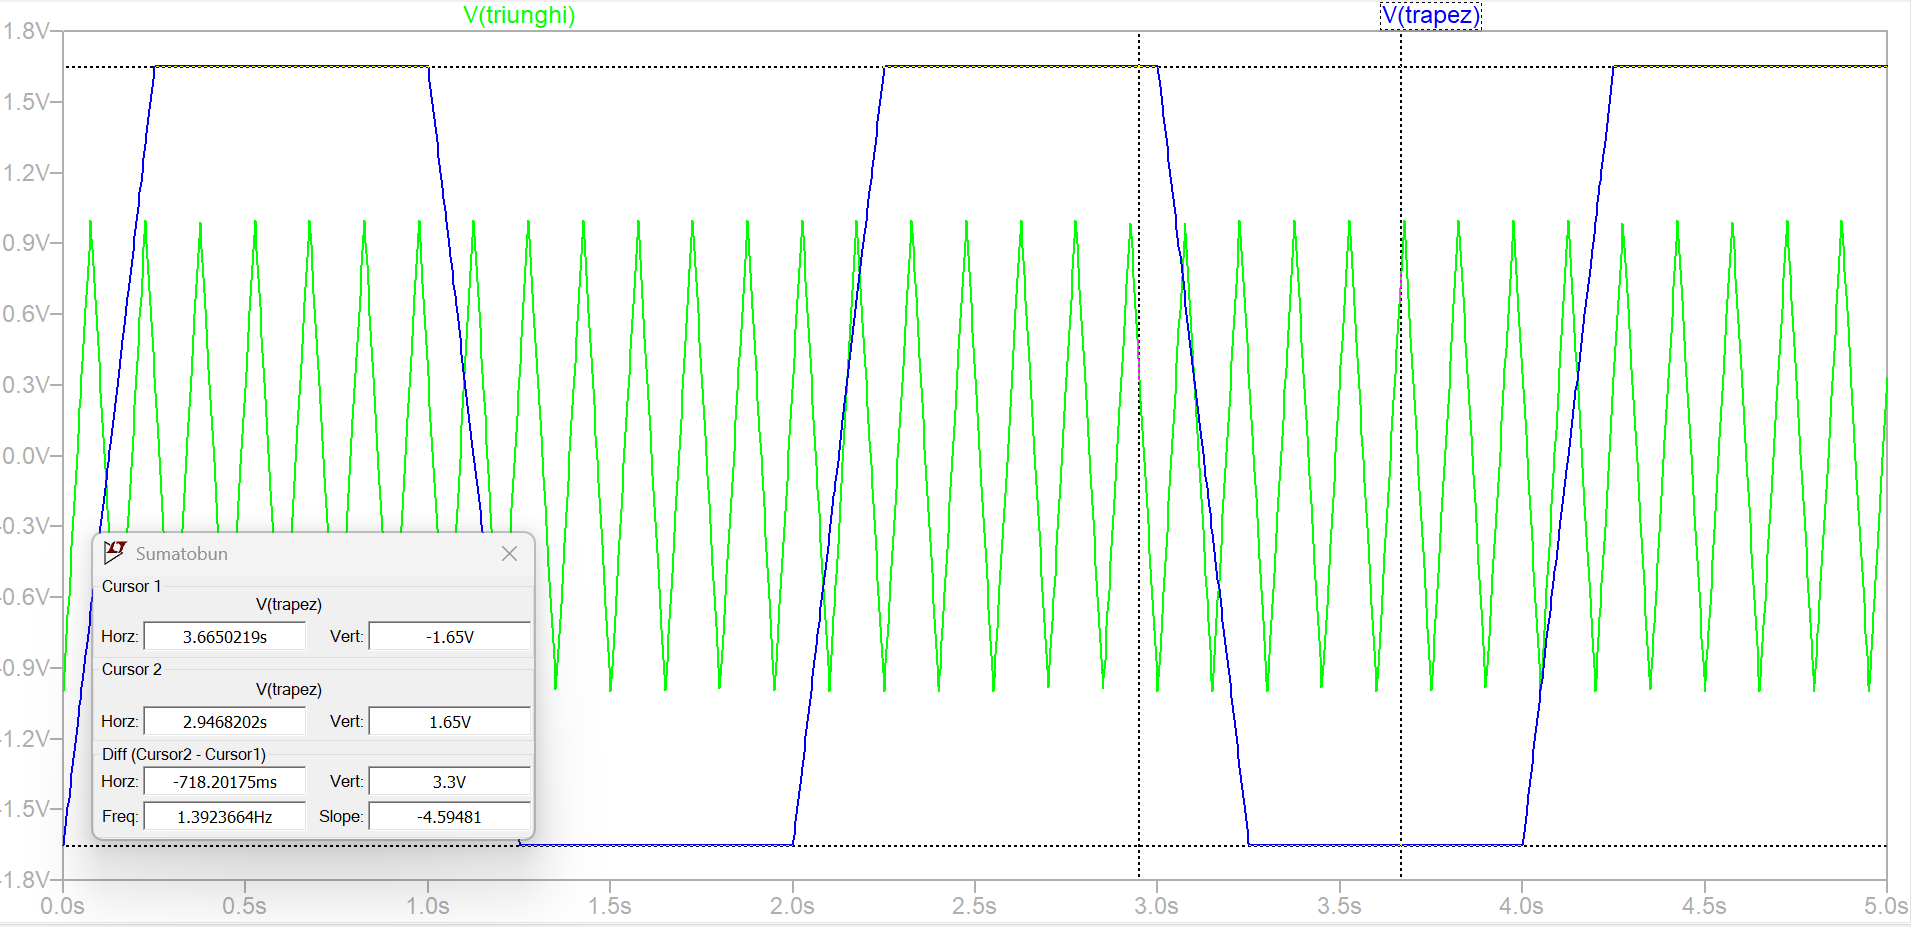 V(triunghi) V(trapez)
1.8V
1.5V
1.2V
0.9V
0.6V
0.3V
0.0V
-0.3V
-0.6V
-0.9V
-1.2V
-1.5V
-1.8V
0.0s 0.5s 1.0s 1.5s 2.0s 2.5s 3.0s 3.5s 4.0s 4.5s 5.0s
Sumatobun
Cursor 1
V(trapez)
Horz: 3.6650219s Vert: -1.65V
Cursor 2
V(trapez)
Horz: 2.9468202s Vert: 1.65V
Diff (Cursor2 - Cursor1)
Horz: -718.20175ms Vert: 3.3V
Freq: 1.3923664Hz Slope: -4.59481